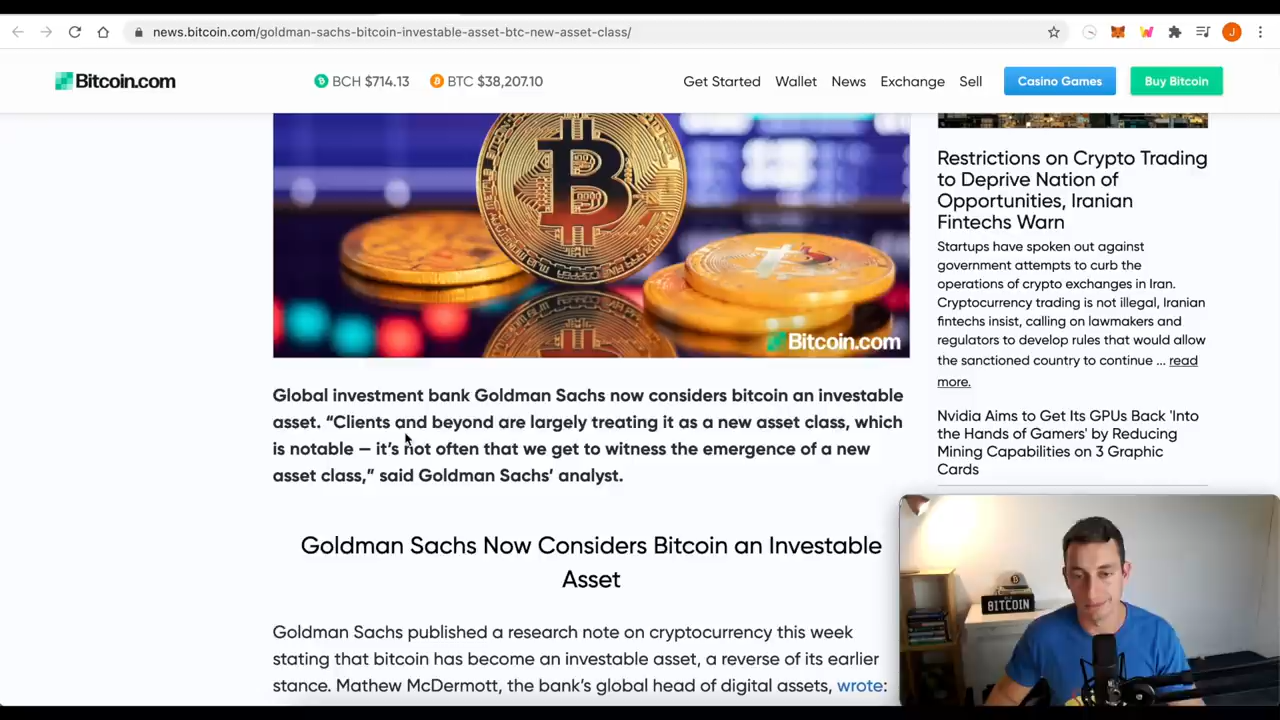 news.bitcoin.com/goldman-sachs-bitcoin-investable-asset-btc-new-asset-class/
J
Bitcoin.com
BCH $714.13
BTC $38,207.10
Get Started
Wallet
News
Exchange
Sell
Casino Games
Buy Bitcoin
Bitcoin.com
Global investment bank Goldman Sachs now considers bitcoin an investable
asset. “Clients and beyond are largely treating it as a new asset class, which
is notable – it’s not often that we get to witness the emergence of a new
asset class,” said Goldman Sachs’ analyst.
Goldman Sachs Now Considers Bitcoin an Investable
Asset
Goldman Sachs published a research note on cryptocurrency this week
stating that bitcoin has become an investable asset, a reverse of its earlier
stance. Mathew McDermott, the bank’s global head of digital assets, wrote:
Restrictions on Crypto Trading
to Deprive Nation of
Opportunities, Iranian
Fintechs Warn
Startups have spoken out against
government attempts to curb the
operations of crypto exchanges in Iran.
Cryptocurrency trading is not illegal, Iranian
fintechs insist, calling on lawmakers and
regulators to develop rules that would allow
the sanctioned country to continue ... read
more.
Nvidia Aims to Get Its GPUs Back 'Into
the Hands of Gamers' by Reducing
Mining Capabilities on 3 Graphic
Cards
BITCOIN